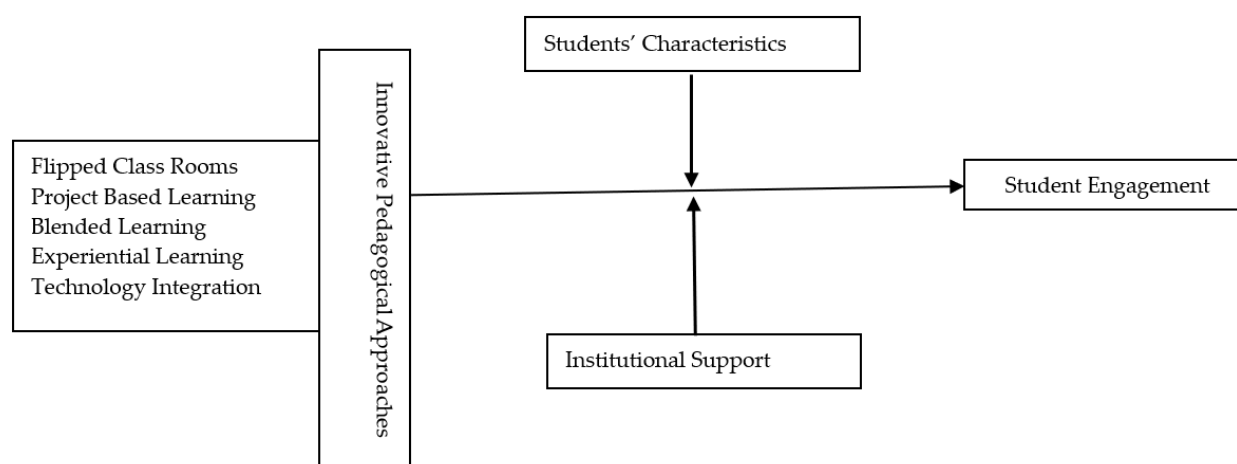 Students’ Characteristics
Flipped Class Rooms
Project Based Learning
Blended Learning
Experiential Learning
Technology Integration
Innovative Pedagogical Approaches
Student Engagement
Institutional Support